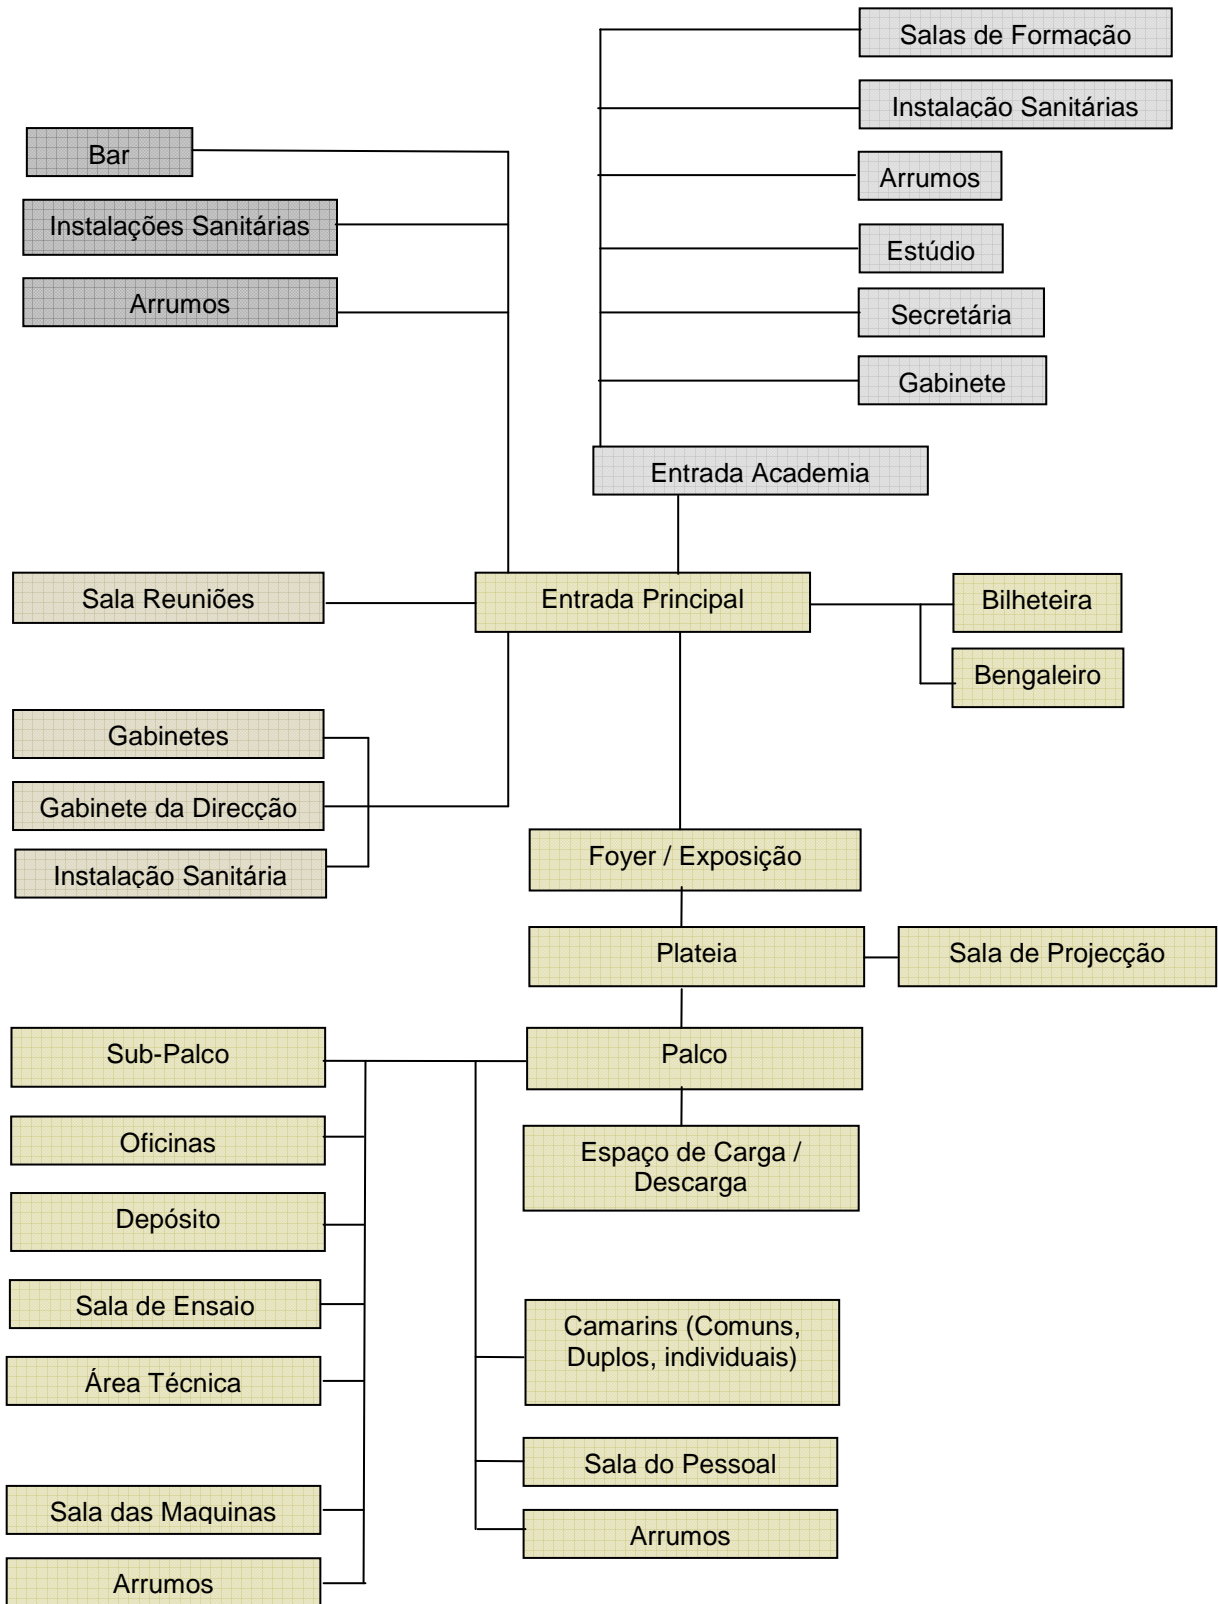 Salas de Formação
Instalação Sanitárias
Bar
Arrumos
Instalações Sanitárias
Estúdio
Arrumos
Secretária
Gabinete
Entrada Academia
Sala Reuniões
Entrada Principal
Bilheteira
Bengaleiro
Gabinetes
Gabinete da Direcção
Instalação Sanitária
Foyer / Exposição
Plateia
Sala de Projecção
Sub-Palco
Palco
Oficinas
Espaço de Carga /
Descarga
Depósito
Sala de Ensaio
Camarins (Comuns,
Duplos, individuais)
Área Técnica
Sala do Pessoal
Sala das Maquinas
Arrumos
Arrumos